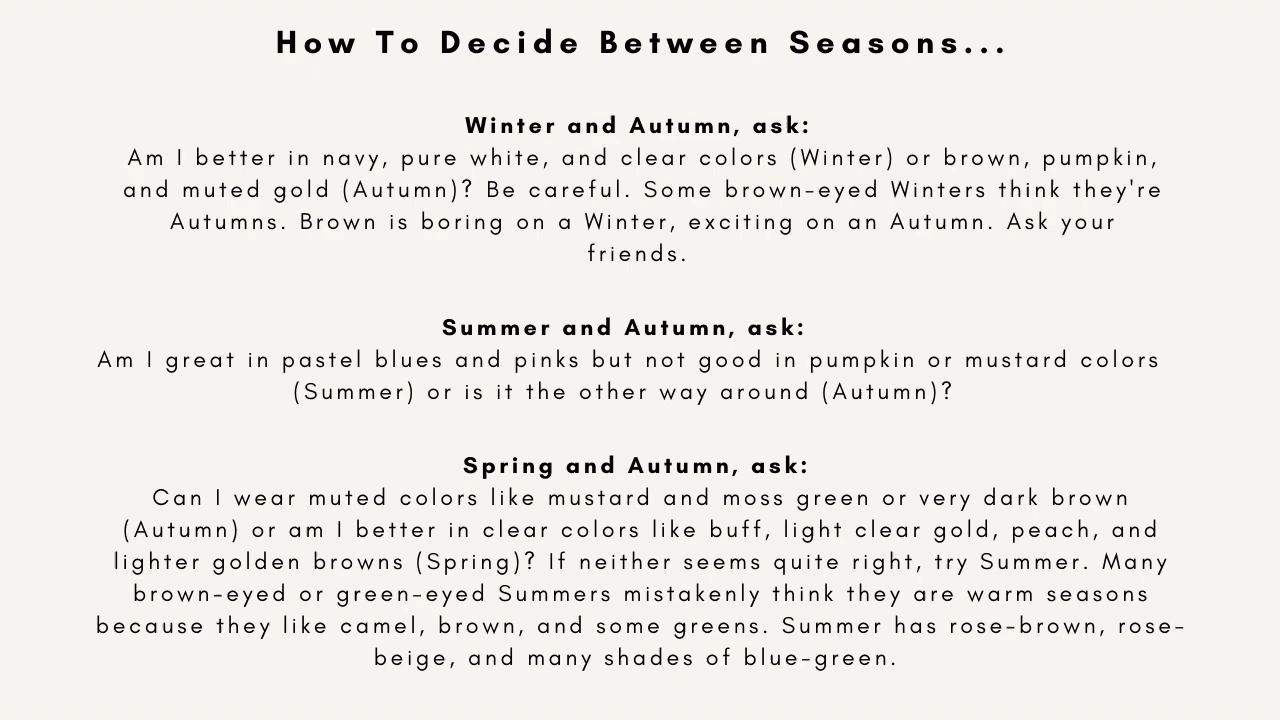 How To Decide Between Seasons...
Winter and Autumn, ask:
Am I better in navy, pure white, and clear colors (Winter) or brown, pumpkin,
and muted gold (Autumn)? Be careful. Some brown-eyed Winters think they're
Autumns. Brown is boring on a Winter, exciting on an Autumn. Ask your
friends.
Summer and Autumn, ask:
Am I great in pastel blues and pinks but not good in pumpkin or mustard colors
(Summer) or is it the other way around (Autumn)?
Spring and Autumn, ask:
Can I wear muted colors like mustard and moss green or very dark brown
(Autumn) or am I better in clear colors like buff, light clear gold, peach, and
lighter golden browns (Spring)? If neither seems quite right, try Summer. Many
brown-eyed or green-eyed Summers mistakenly think they are warm seasons
because they like camel, brown, and some greens. Summer has rose-brown, rose-
beige, and many shades of blue-green.